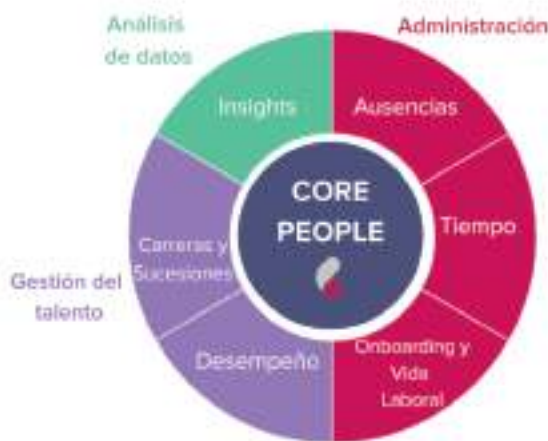 Análisis
de datos
Administración
Insights
Ausencias
CORE
PEOPLE
Tiempo
Carreras y
Sucesiones
Gestión del
talento
Desempeño
Onboarding y
Vida
Laboral